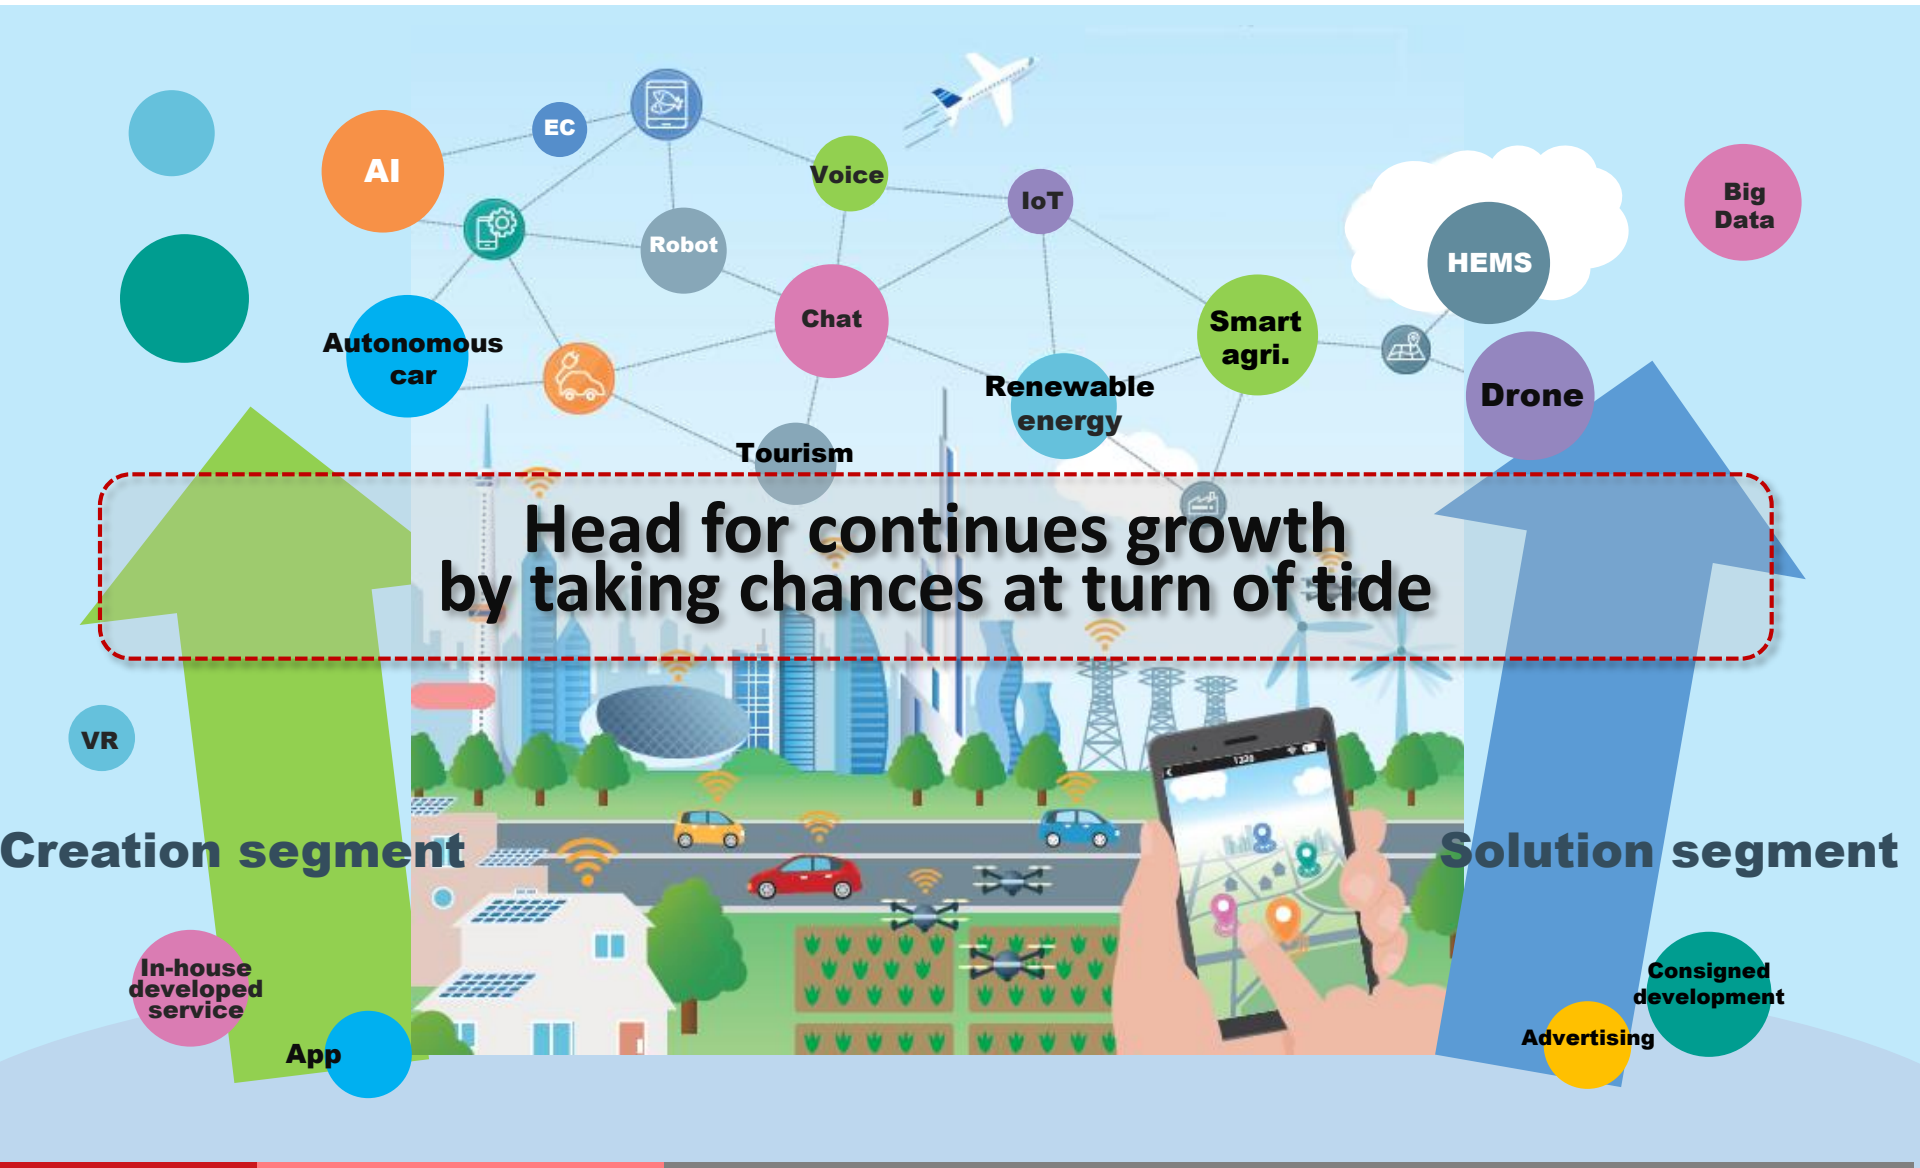 EC
AI
Voice
IoT
Big
Data
Robot
HEMS
Chat
Smart
agri.
Autonomous
car
Renewable
energy
Drone
Tourism
Head for continues growth
by taking chances at turn of tide
VR
1220
Creation segment
Solution segment
In-house
developed
service
Consigned
development
App
Advertising